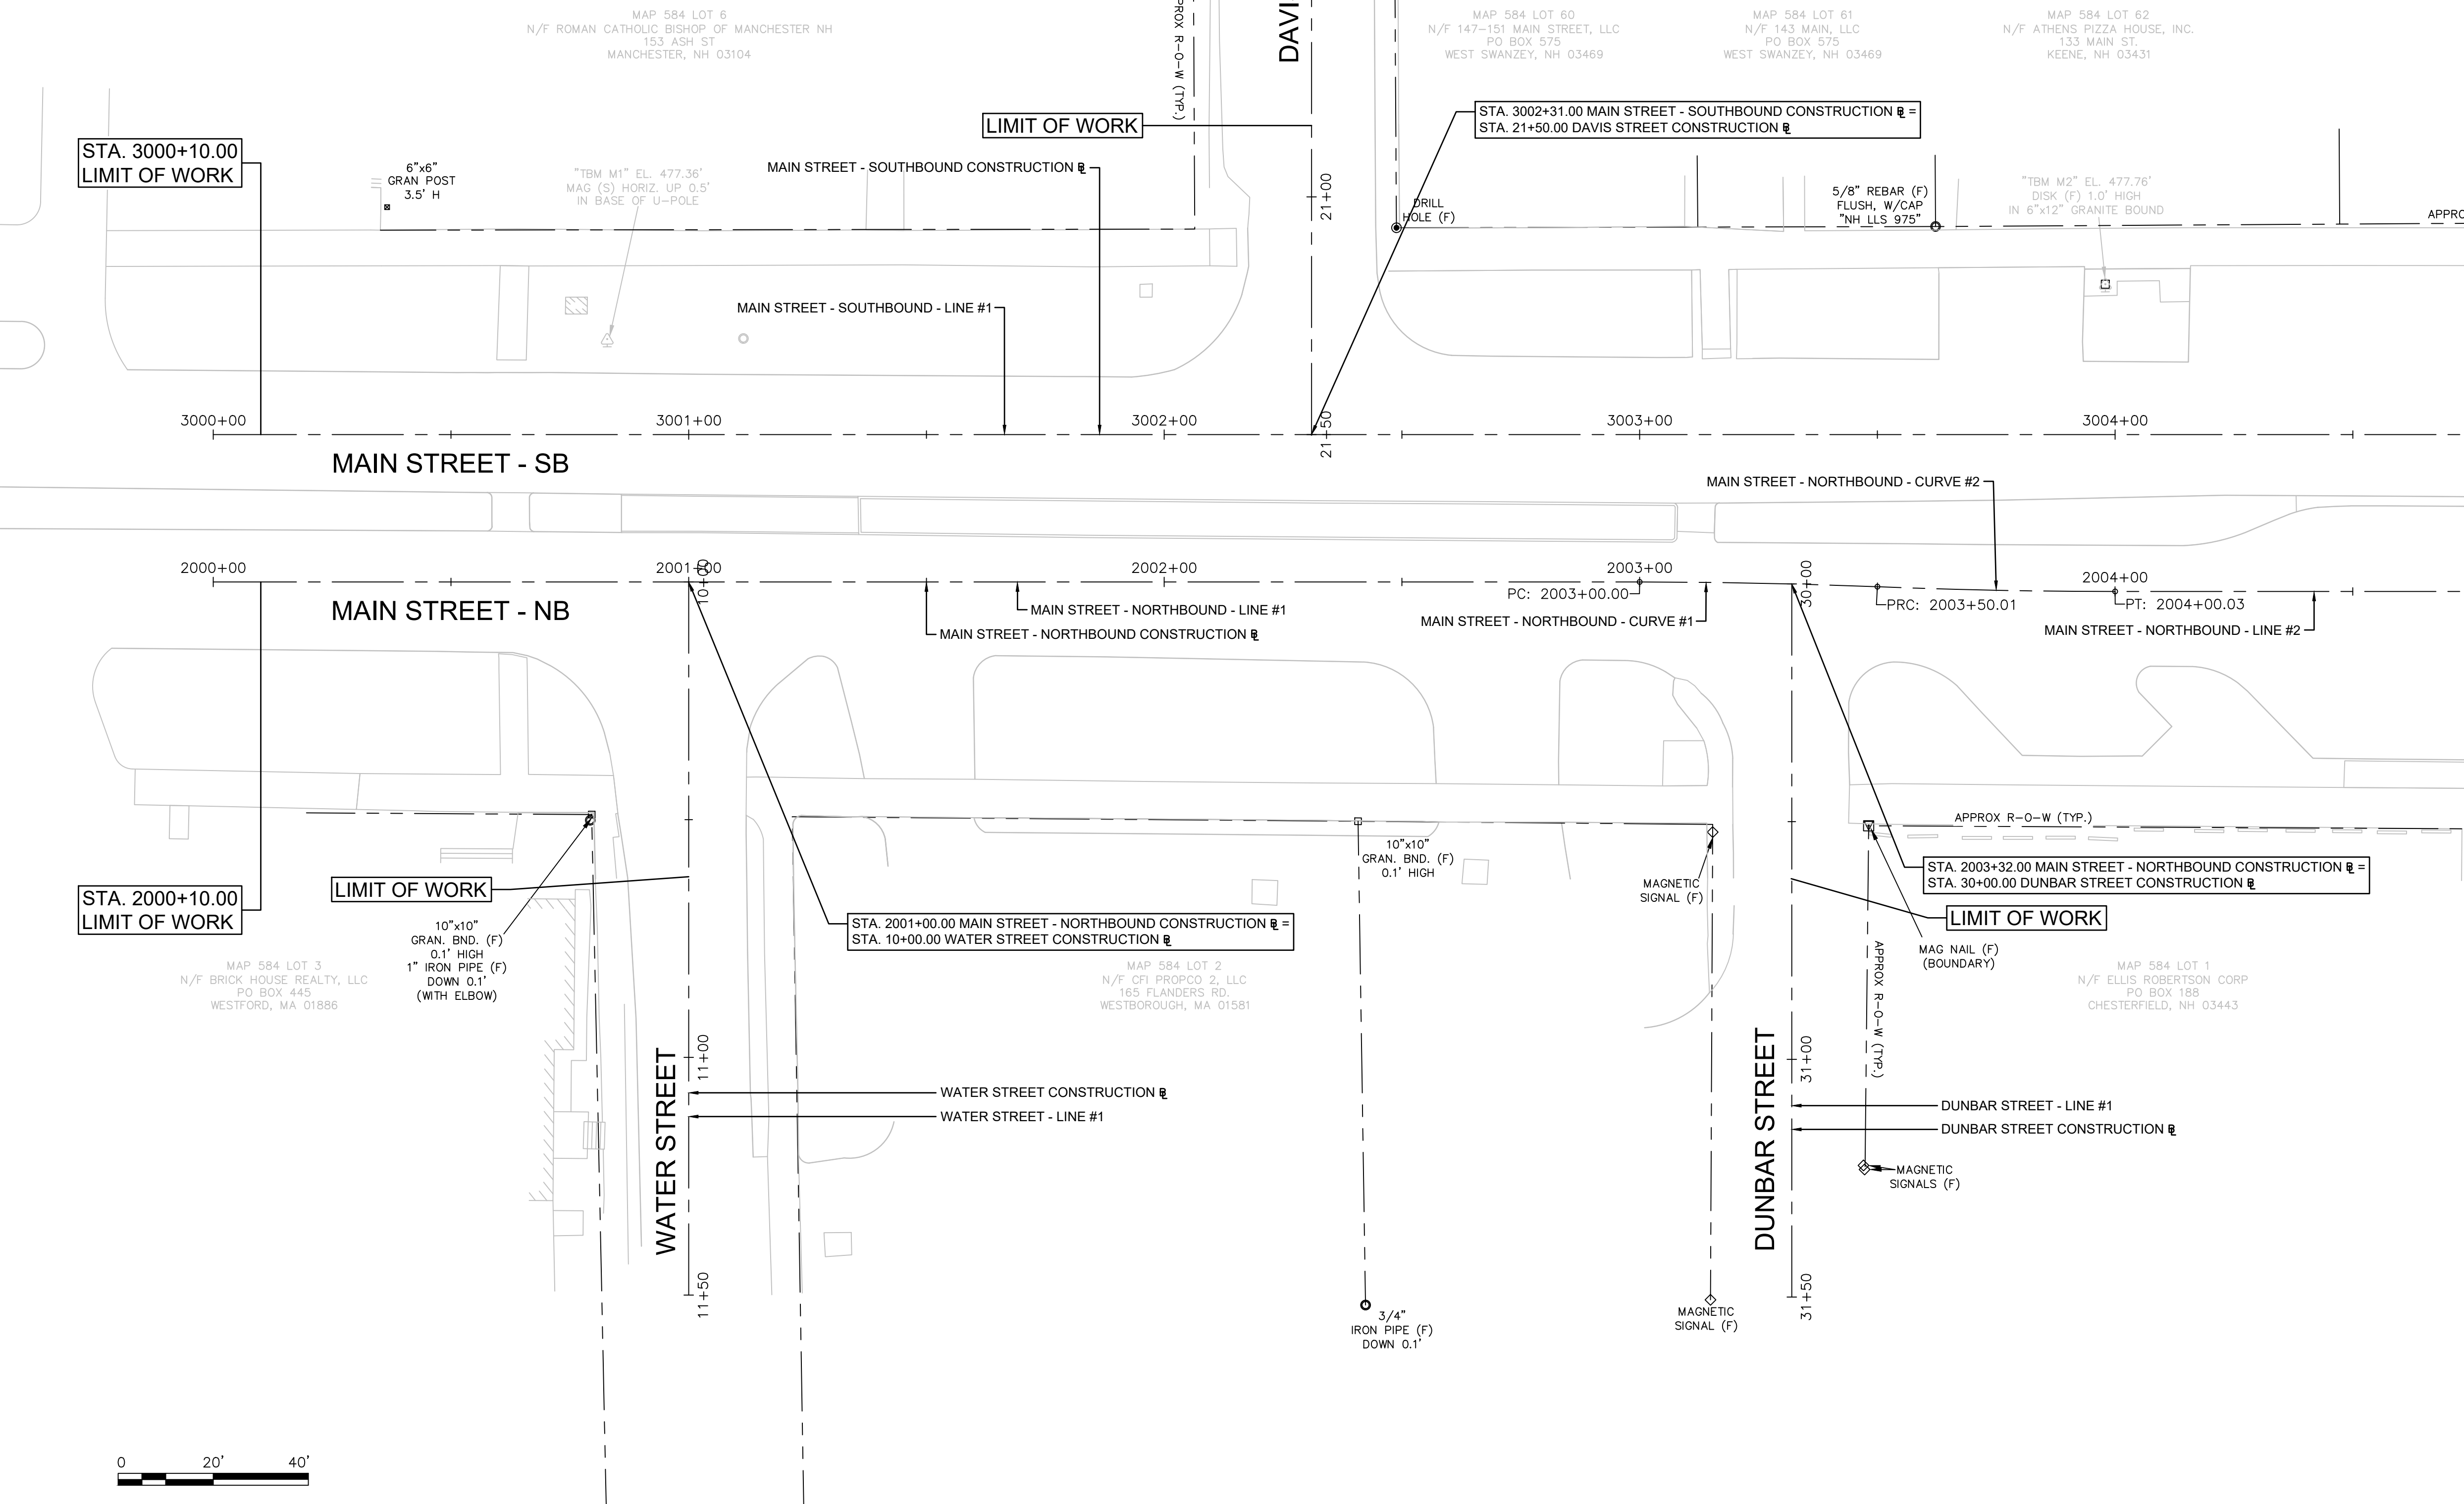 MAP 584 LOT 6
N/F ROMAN CATHOLIC BISHOP OF MANCHESTER NH
153 ASH ST
MANCHESTER, NH 03104
R-O-W (TYP.)
MAP 584 LOT 60
N/F 147-151 MAIN STREET, LLC
PO BOX 575
WEST SWANZEY, NH 03469
MAP 584 LOT 61
N/F 143 MAIN, LLC
PO BOX 575
WEST SWANZEY, NH 03469
MAP 584 LOT 62
N/F ATHENS PIZZA HOUSE, INC.
133 MAIN ST.
KEENE, NH 03431
DAVI
LIMIT OF WORK
STA. 3002+31.00 MAIN STREET - SOUTHBOUND CONSTRUCTION ℄ =
STA. 21+50.00 DAVIS STREET CONSTRUCTION ℄
STA. 3000+10.00
LIMIT OF WORK
6"x6"
GRAN POST
3.5' H
"TBM M1" EL. 477.36'
MAG (S) HORIZ. UP 0.5'
IN BASE OF U-POLE
MAIN STREET - SOUTHBOUND CONSTRUCTION ℄
21+00
DRILL
HOLE (F)
5/8" REBAR (F)
FLUSH, W/CAP
"NH LLS 975"
"TBM M2" EL. 477.76'
DISK (F) 1.0' HIGH
IN 6"x12" GRANITE BOUND
APPRO
MAIN STREET - SOUTHBOUND - LINE #1
3000+00
3001+00
3002+00
21+50
3003+00
3004+00
MAIN STREET - SB
MAIN STREET - NORTHBOUND - CURVE #2
2000+00
2001+00
10+00
2002+00
2003+00
30+00
2004+00
MAIN STREET - NB
MAIN STREET - NORTHBOUND - LINE #1
MAIN STREET - NORTHBOUND CONSTRUCTION ℄
PC: 2003+00.00
MAIN STREET - NORTHBOUND - CURVE #1
PRC: 2003+50.01
PT: 2004+00.03
MAIN STREET - NORTHBOUND - LINE #2
STA. 2000+10.00
LIMIT OF WORK
LIMIT OF WORK
10"x10"
GRAN. BND. (F)
0.1' HIGH
1" IRON PIPE (F)
DOWN 0.1'
(WITH ELBOW)
STA. 2001+00.00 MAIN STREET - NORTHBOUND CONSTRUCTION ℄ =
STA. 10+00.00 WATER STREET CONSTRUCTION ℄
10"x10"
GRAN. BND. (F)
0.1' HIGH
MAGNETIC
SIGNAL (F)
APPROX R-O-W (TYP.)
STA. 2003+32.00 MAIN STREET - NORTHBOUND CONSTRUCTION ℄ =
STA. 30+00.00 DUNBAR STREET CONSTRUCTION ℄
LIMIT OF WORK
MAG NAIL (F)
(BOUNDARY)
APPROX R-O-W (TYP.)
MAP 584 LOT 3
N/F BRICK HOUSE REALTY, LLC
PO BOX 445
WESTFORD, MA 01886
MAP 584 LOT 2
N/F CFI PROPCO 2, LLC
165 FLANDERS RD.
WESTBOROUGH, MA 01581
MAP 584 LOT 1
N/F ELLIS ROBERTSON CORP
PO BOX 188
CHESTERFIELD, NH 03443
WATER STREET
11+00
WATER STREET CONSTRUCTION ℄
WATER STREET - LINE #1
11+50
DUNBAR STREET
31+00
DUNBAR STREET - LINE #1
DUNBAR STREET CONSTRUCTION ℄
MAGNETIC
SIGNALS (F)
31+50
3/4"
IRON PIPE (F)
DOWN 0.1'
MAGNETIC
SIGNAL (F)
0 20' 40'